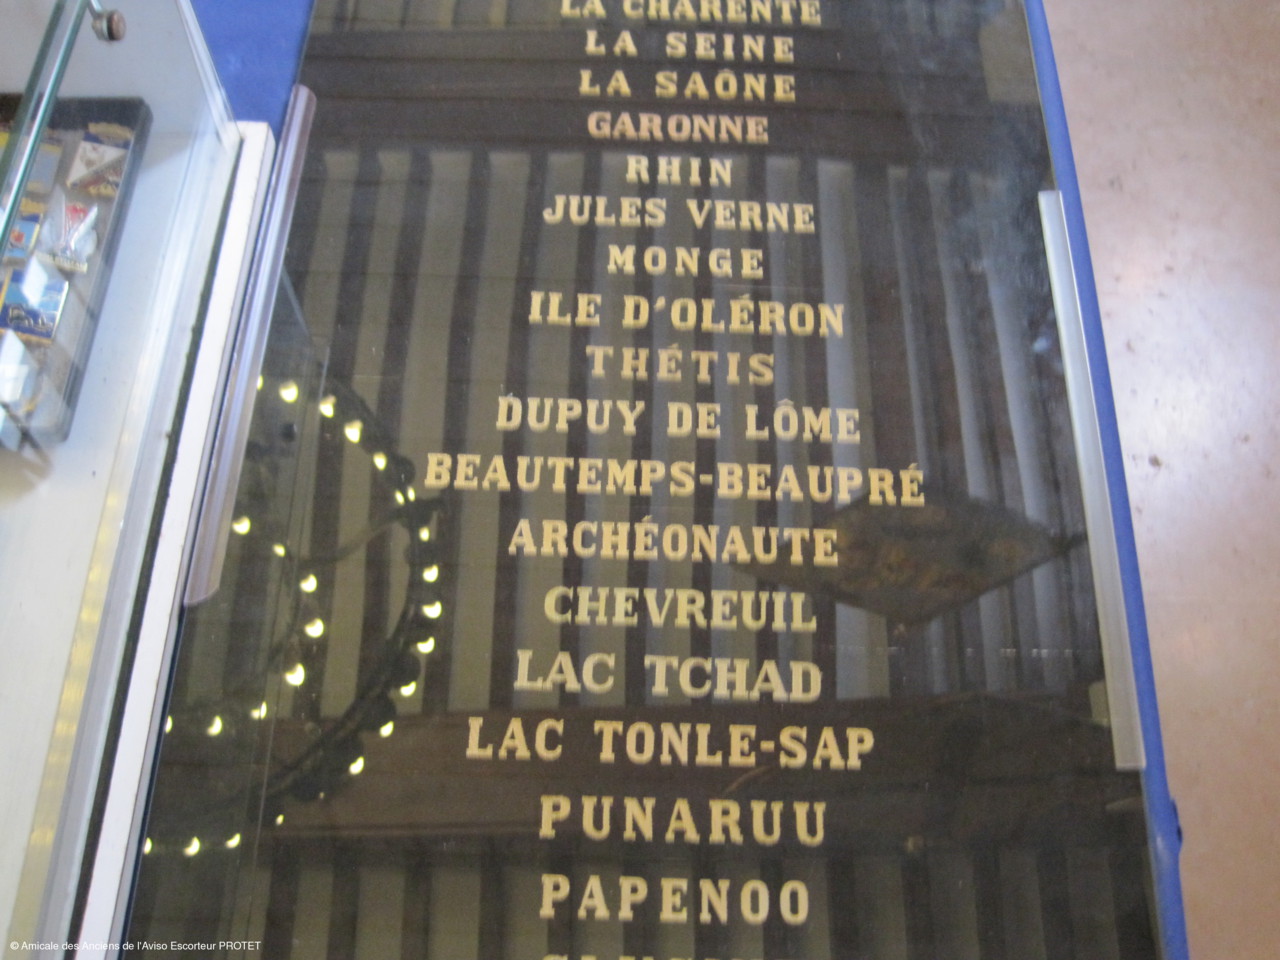 LA CHARENTE
LA SEINE
LA SAÔNE
GARONNE
RHIN
JULES VERNE
MONGE
ILE D'OLÉRON
THÉTIS
DUPUY DE LÔME
BEAUTEMPS-BEAUPRÉ
ARCHÉONAUTE
CHEVREUIL
LAC TCHAD
LAC TONLE-SAP
PUNARUU
PAPENOO
© Amicale des Anciens de l'Aviso Escorteur PROTET